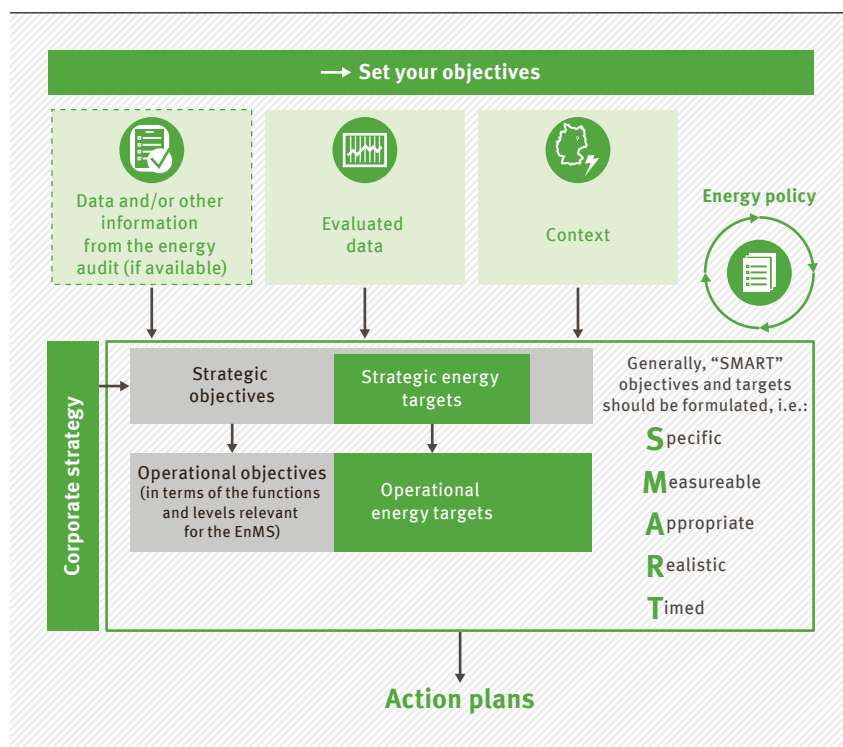 → Set your objectives
Data and/or other
information
from the energy
audit (if available)
Evaluated
data
Context
Energy policy
Corporate strategy
Strategic
objectives
Strategic energy
targets
Operational objectives
(in terms of the functions
and levels relevant
for the EnMS)
Operational
energy targets
Generally, “SMART”
objectives and targets
should be formulated, i.e.:
Specific
Measureable
Appropriate
Realistic
Timed
Action plans